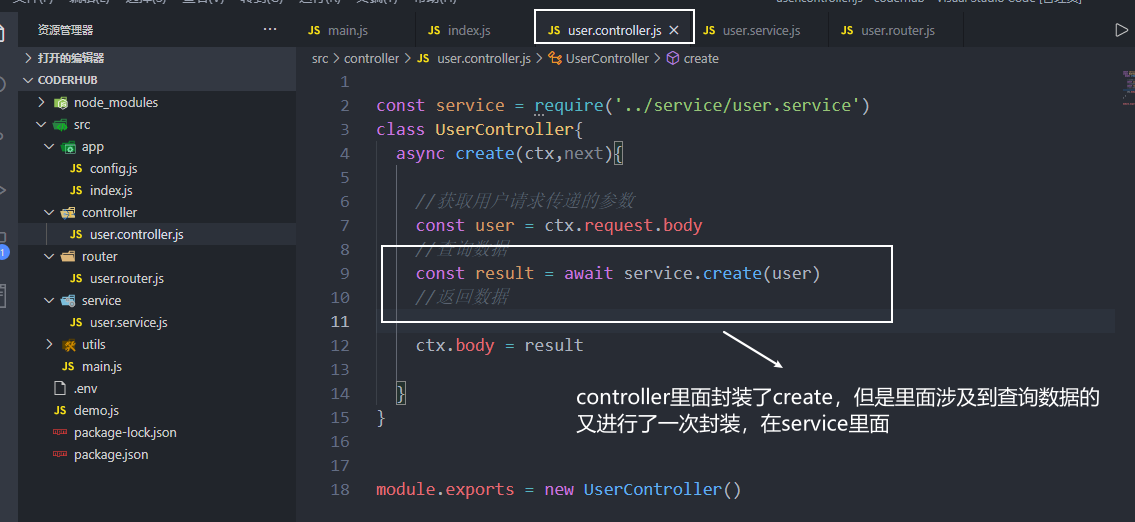 资源管理器
···
JS main.js
JS index.js
JS user.controller.js ×
JS user.service.js
JS user.router.js
打开的编辑器
src > controller > JS user.controller.js > UserController > create
CODERHUB
node_modules
src
app
JS config.js
JS index.js
controller
JS user.controller.js
router
JS user.router.js
service
JS user.service.js
utils
JS main.js
.env
JS demo.js
package-lock.json
package.json
1
1
2 const service = require('../service/user.service')
3 class UserController{
4 async create(ctx,next){
5
6 //获取用户请求传递的参数
7 const user = ctx.request.body
8 //查询数据
9 const result = await service.create(user)
10 //返回数据
11
12 ctx.body = result
13
14 }
15 }
16
17
18 module.exports = new UserController()
controller里面封装了create，但是里面涉及到查询数据的
又进行了一次封装，在service里面